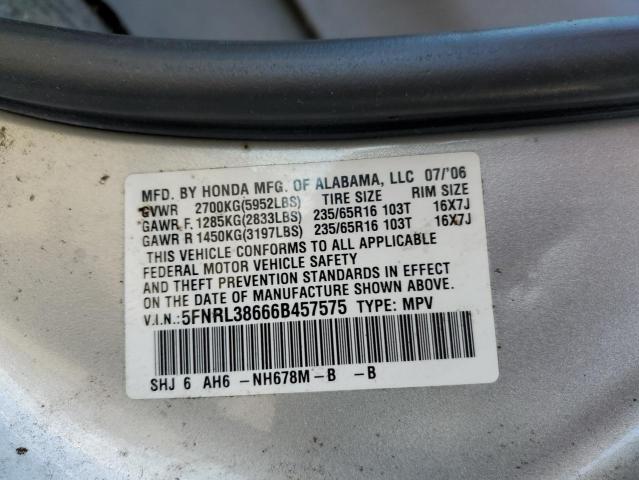 MFD. BY HONDA MFG. OF ALABAMA, LLC 07/'06
GVWR 2700KG(5952LBS) TIRE SIZE RIM SIZE
GAWR F. 1285KG(2833LBS) 235/65R16 103T 16X7J
GAWR R 1450KG(3197LBS) 235/65R16 103T 16X7J
THIS VEHICLE CONFORMS TO ALL APPLICABLE
FEDERAL MOTOR VEHICLE SAFETY
AND THEFT PREVENTION STANDARDS IN EFFECT
ON THE DATE OF MANUFACTURE SHOWN ABOVE.
V.I.N.: 5FNRL38666B457575 TYPE: MPV
SHJ 6 AH6 -NH678M-B -B